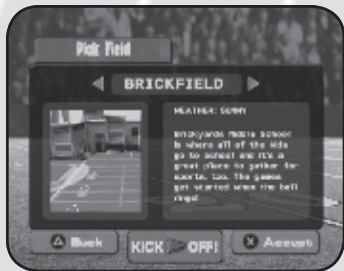 Pick Field
BRICKFIELD
WEATHER: SUNNY
Brickyards Middle School
is where all of the kids
go to school and it's a
great place to gather for
sports, too. The games
get started when the bell
rings!
Back
KICK OFF!
Accept